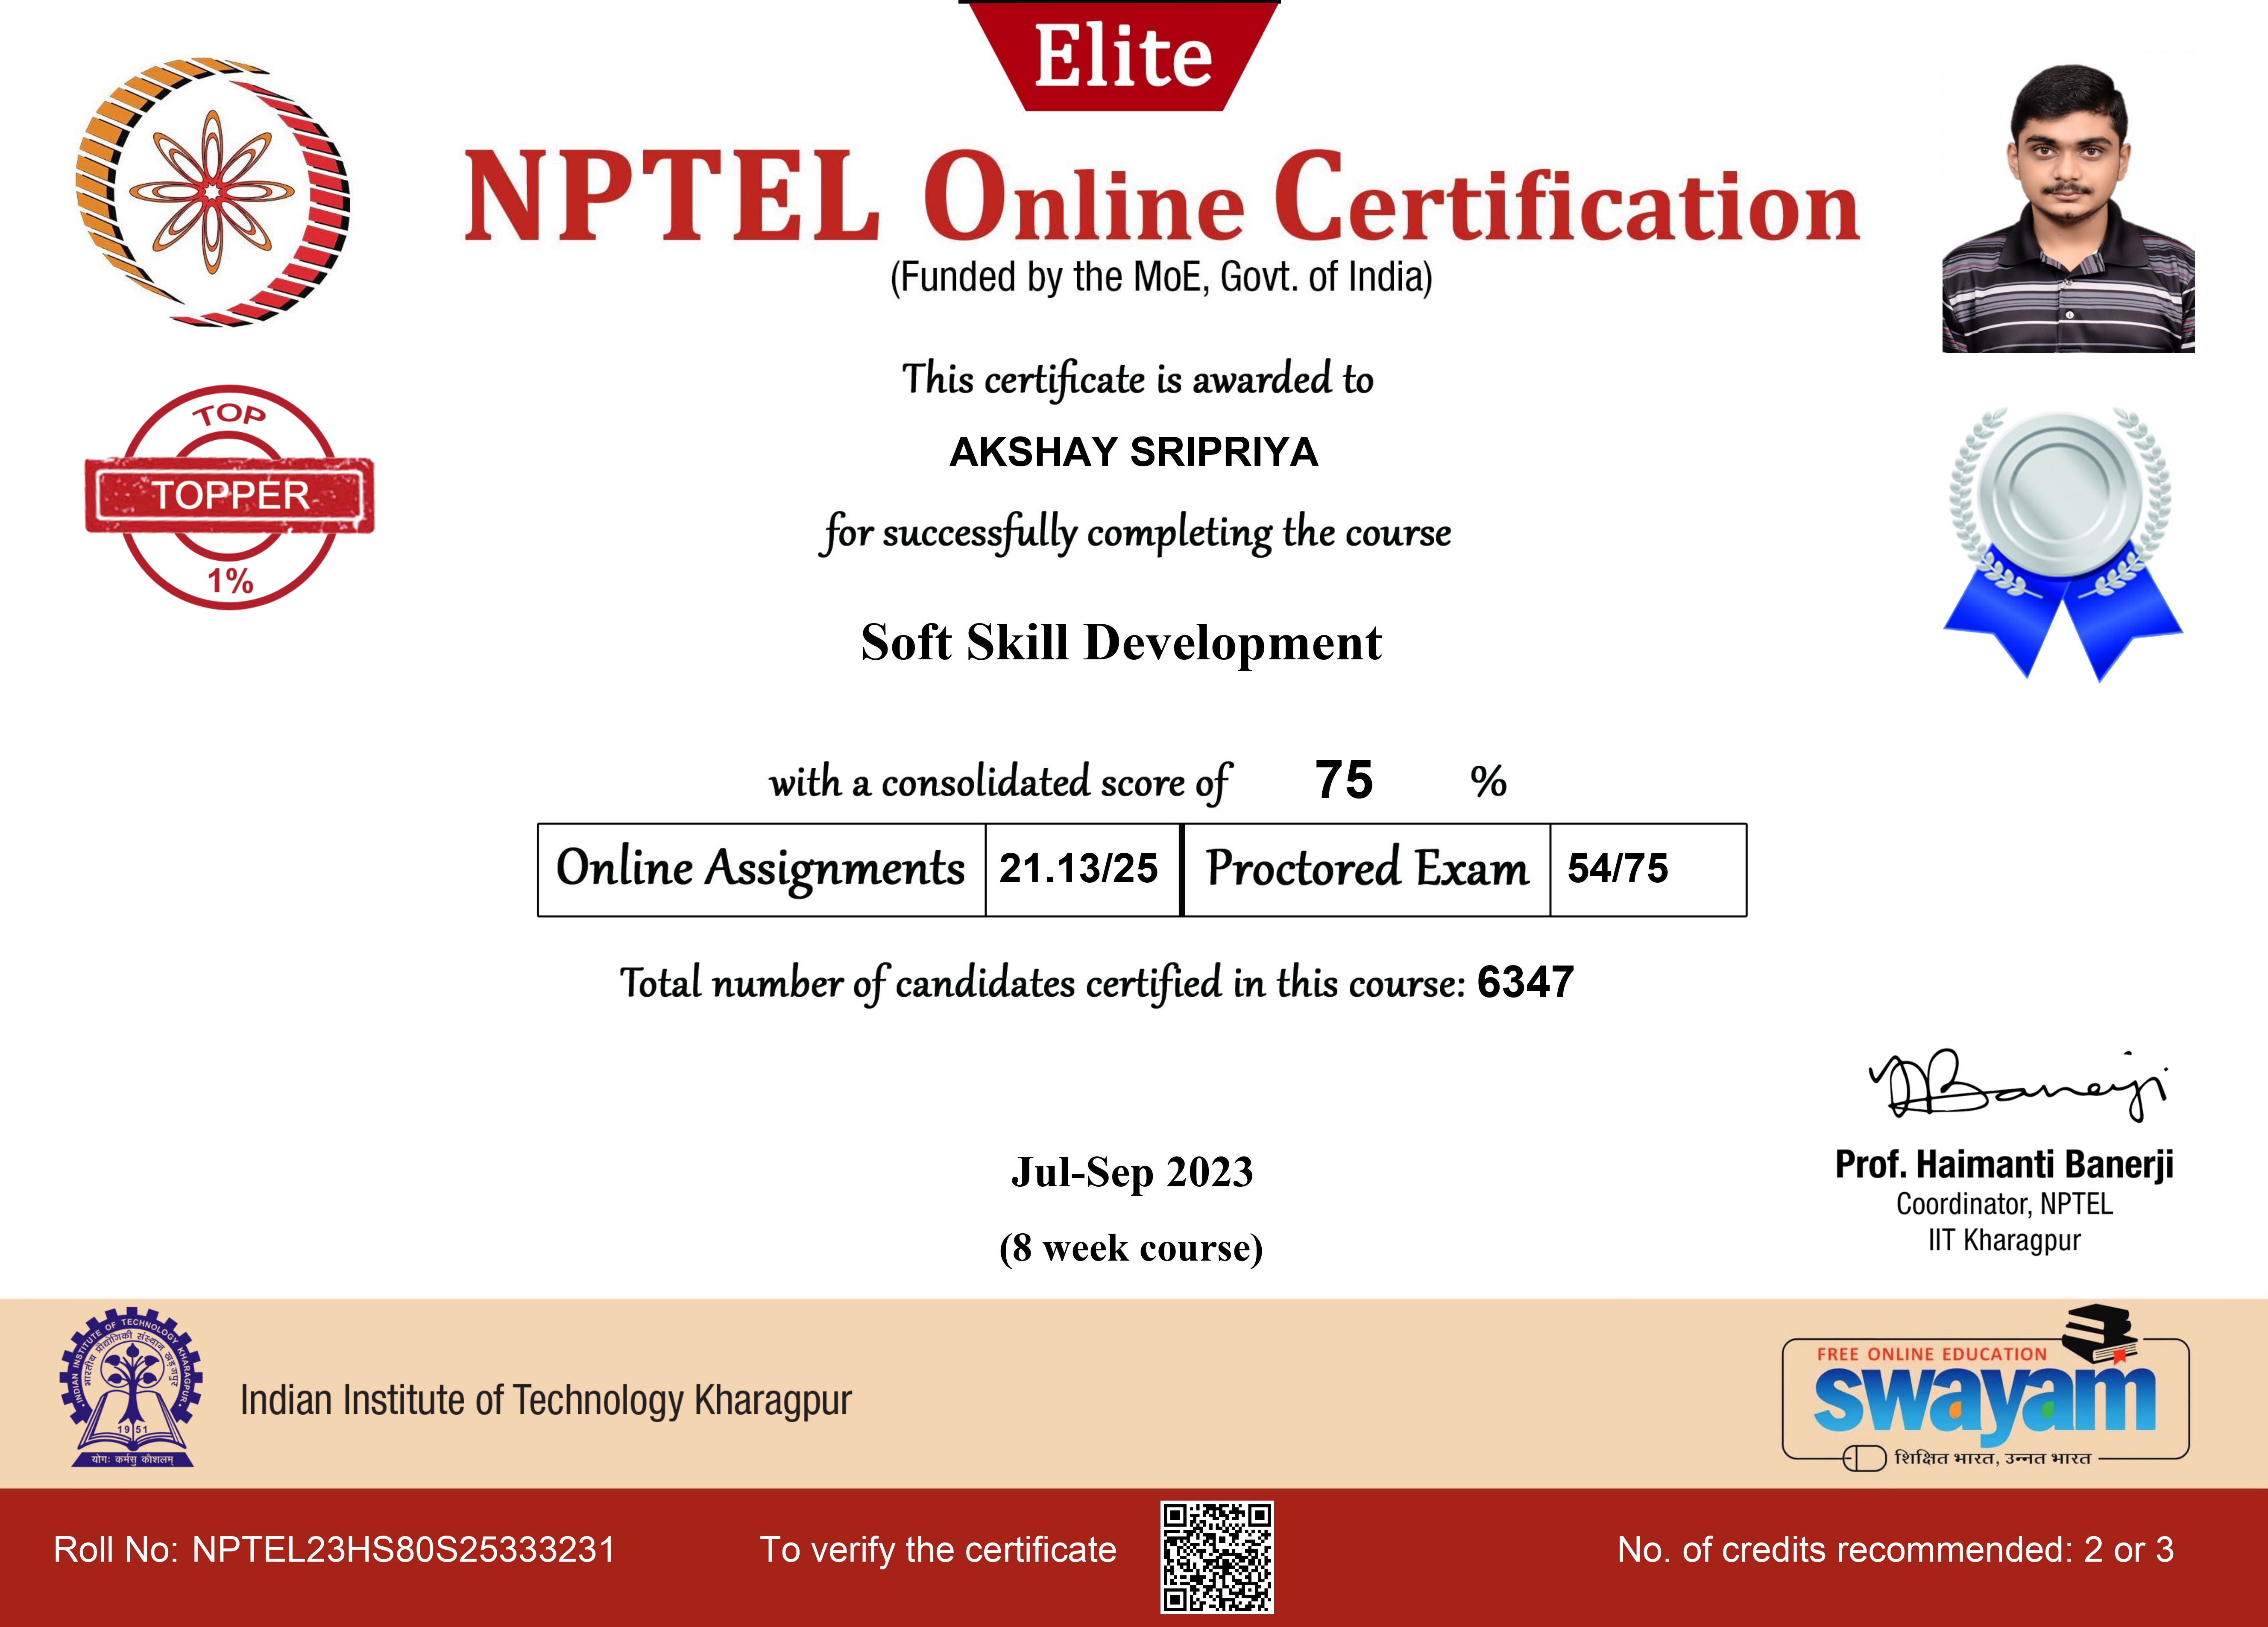 Elite
NPTEL Online Certification
(Funded by the MoE, Govt. of India)
This certificate is awarded to
AKSHAY SRIPRIYA
TOP
TOPPER
1%
for successfully completing the course
Soft Skill Development
with a consolidated score of 75 %
Online Assignments 21.13/25 Proctored Exam 54/75
Total number of candidates certified in this course: 6347
Banerji
Prof. Haimanti Banerji
Coordinator, NPTEL
IIT Kharagpur
Jul-Sep 2023
(8 week course)
INDIAN INSTITUTE OF TECHNOLOGY KHARAGPUR
भारतीय प्रौद्योगिकी संस्थान खड़गपुर
1951
योगः कर्मसु कौशलम्
Indian Institute of Technology Kharagpur
FREE ONLINE EDUCATION
swayam
शिक्षित भारत, उन्नत भारत
Roll No: NPTEL23HS80S25333231
To verify the certificate
No. of credits recommended: 2 or 3